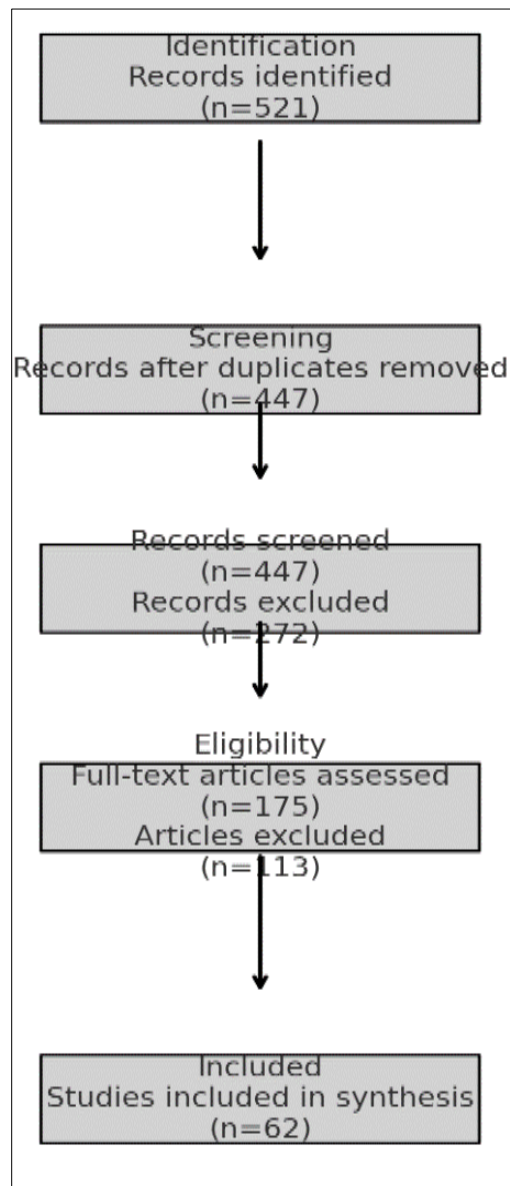 Identification
Records identified
(n=521)
Screening
Records after duplicates removed
(n=447)
Records screened
(n=447)
Records excluded
(n=272)
Eligibility
Full-text articles assessed
(n=175)
Articles excluded
(n=113)
Included
Studies included in synthesis
(n=62)